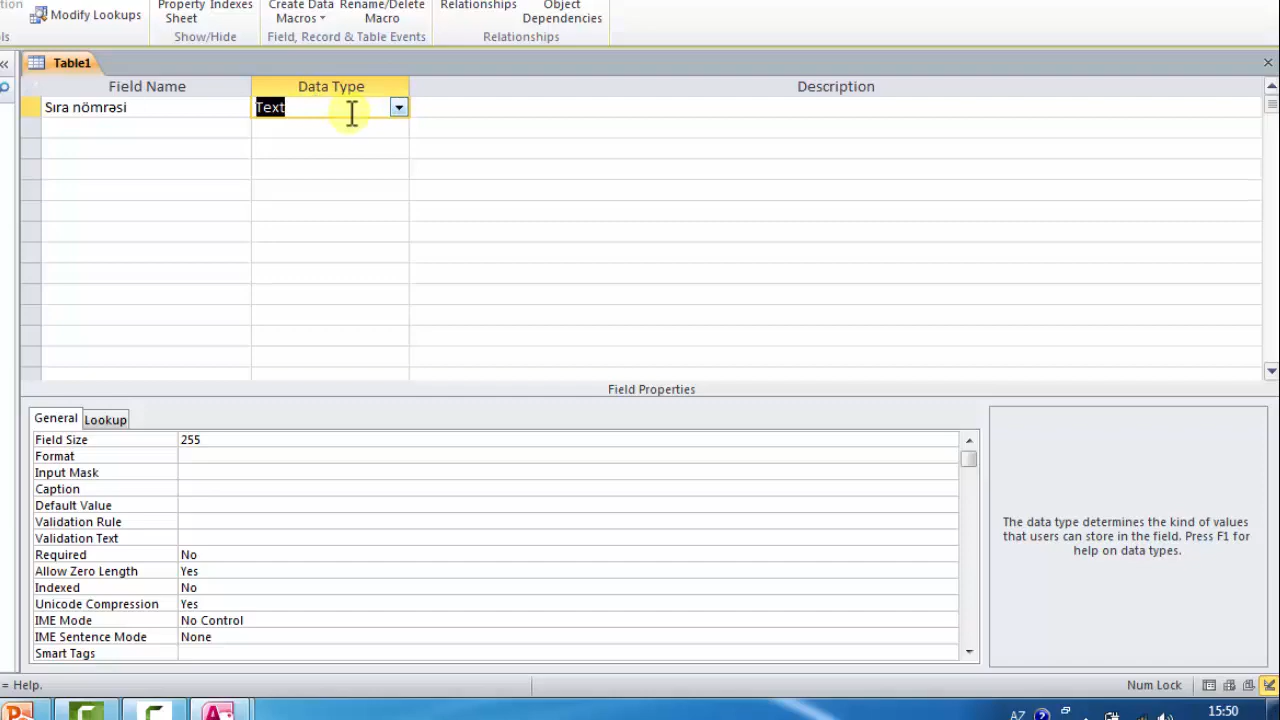 Property Indexes Create Data Rename/Delete Relationships Object
Modify Lookups Sheet Macros Macro Dependencies
Show/Hide Field, Record & Table Events Relationships
Table1
Field Name Data Type Description
Sıra nömrəsi Text
Field Properties
General Lookup
Field Size 255
Format
Input Mask
Caption
Default Value
Validation Rule
Validation Text
Required No
Allow Zero Length Yes
Indexed No
Unicode Compression Yes
IME Mode No Control
IME Sentence Mode None
Smart Tags
The data type determines the kind of values
that users can store in the field. Press F1 for
help on data types.
= Help. Num Lock
AZ 15:50